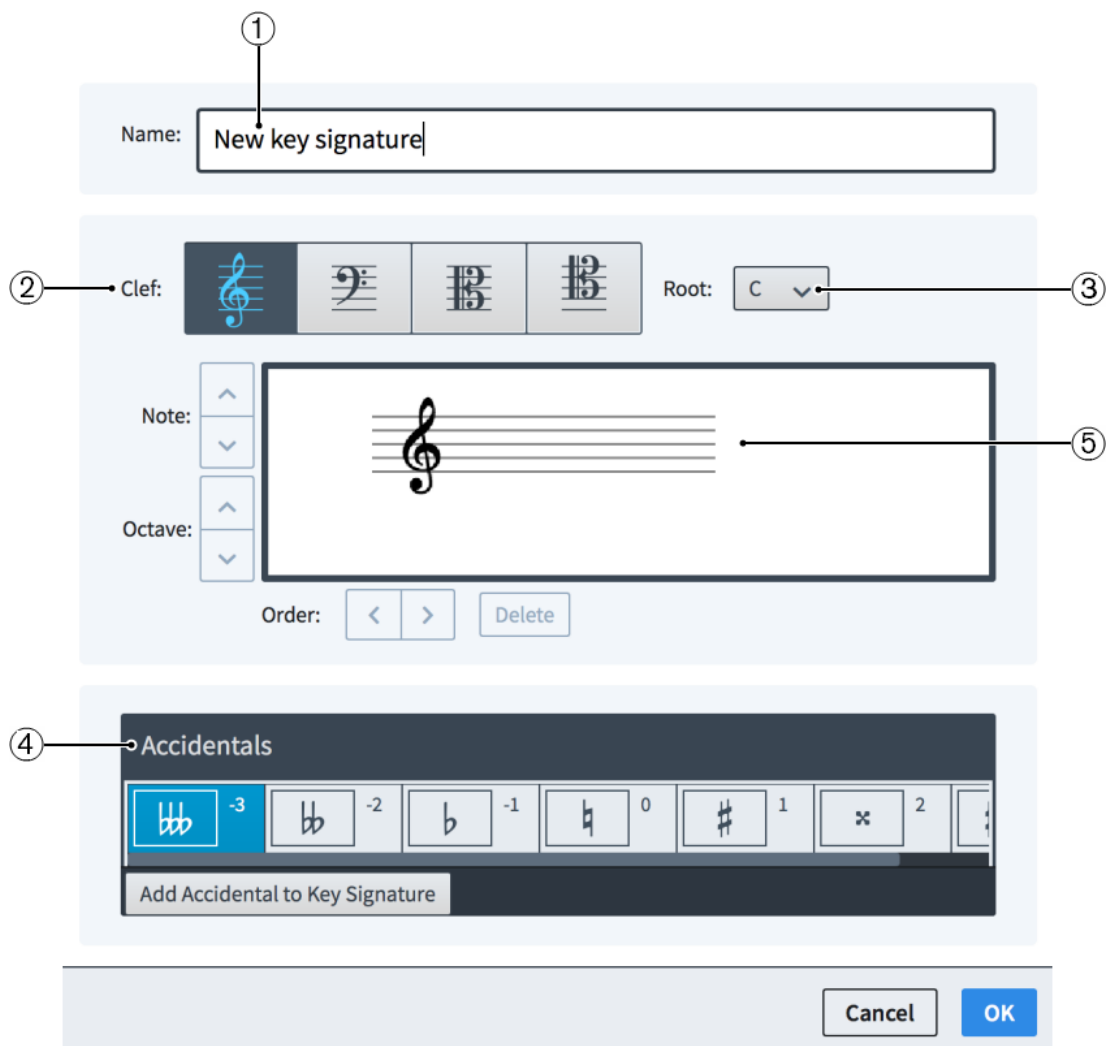 ①
Name: New key signature
② Clef: Root: C ③
Note:
⑤
Octave:
Order: < > Delete
④ Accidentals
♭♭♭ -3 ♭♭ -2 ♭ -1 ♮ 0 ♯ 1 𝄪 2
Add Accidental to Key Signature
Cancel OK